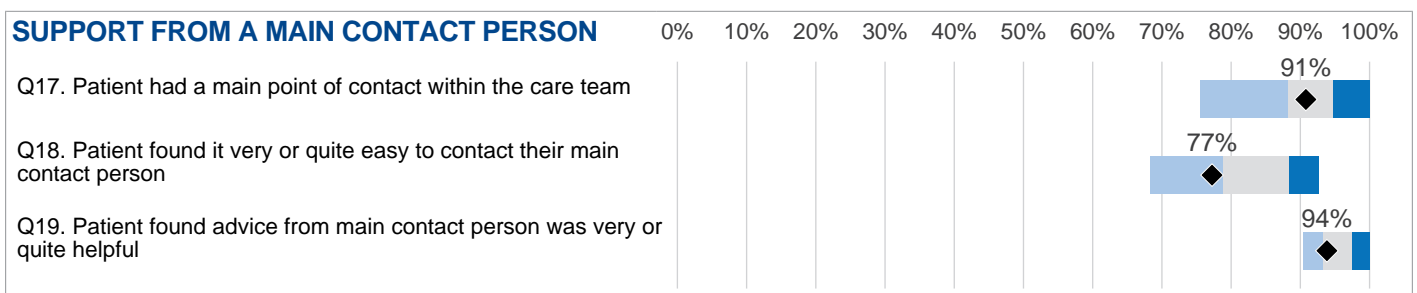 SUPPORT FROM A MAIN CONTACT PERSON 0% 10% 20% 30% 40% 50% 60% 70% 80% 90% 100%
91%
Q17. Patient had a main point of contact within the care team
77%
Q18. Patient found it very or quite easy to contact their main
contact person
94%
Q19. Patient found advice from main contact person was very or
quite helpful